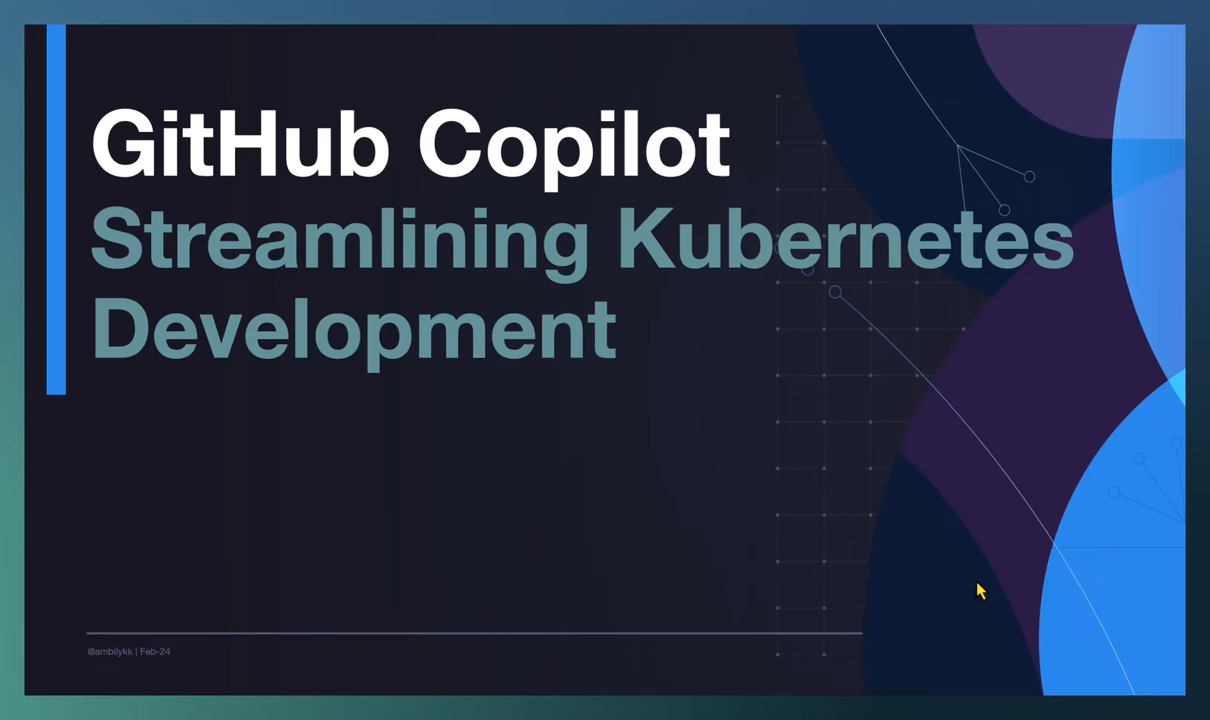 GitHub Copilot
Streamlining Kubernetes
Development
@ambilykk | Feb-24